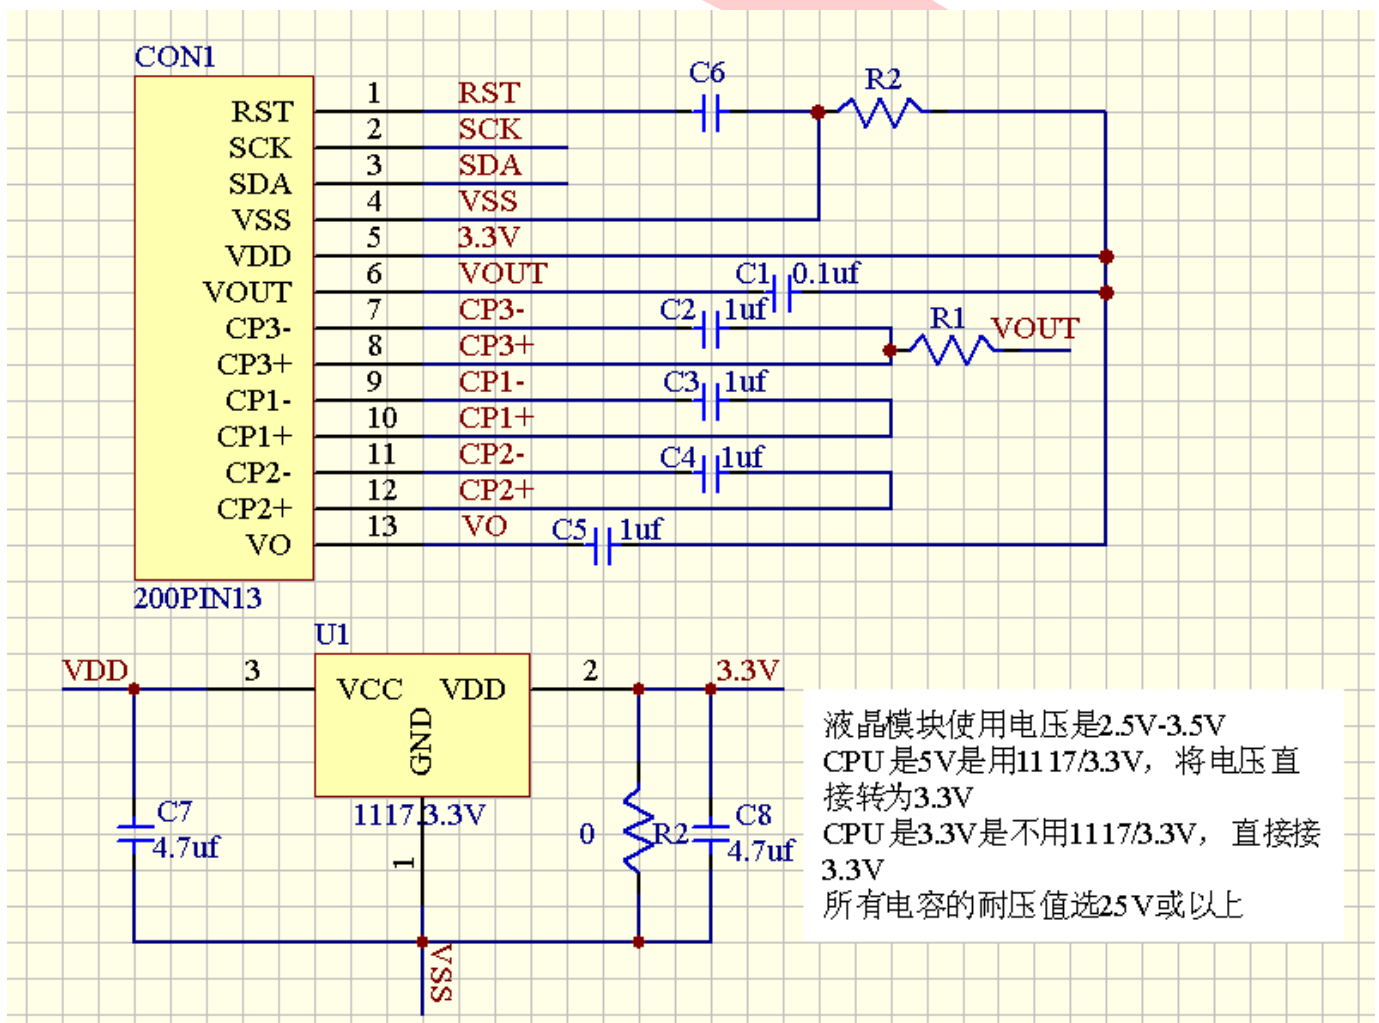 CON1
RST 1 RST C6 R2
SCK 2 SCK
SDA 3 SDA
VSS 4 VSS
VDD 5 3.3V
VOUT 6 VOUT C1 0.1uf
CP3- 7 CP3- C2 1uf R1 VOUT
CP3+ 8 CP3+
CP1- 9 CP1- C3 1uf
CP1+ 10 CP1+
CP2- 11 CP2- C4 1uf
CP2+ 12 CP2+
VO 13 VO C5 1uf
200PIN13
U1
VDD 3 VCC VDD 2 3.3V
GND
1117/3.3V
C7
4.7uf
1
0 R2
C8
4.7uf
VSS
液晶模块使用电压是2.5V-3.5V
CPU是5V是用1117/3.3V，将电压直
接转为3.3V
CPU是3.3V是不用1117/3.3V，直接接
3.3V
所有电容的耐压值选25V或以上